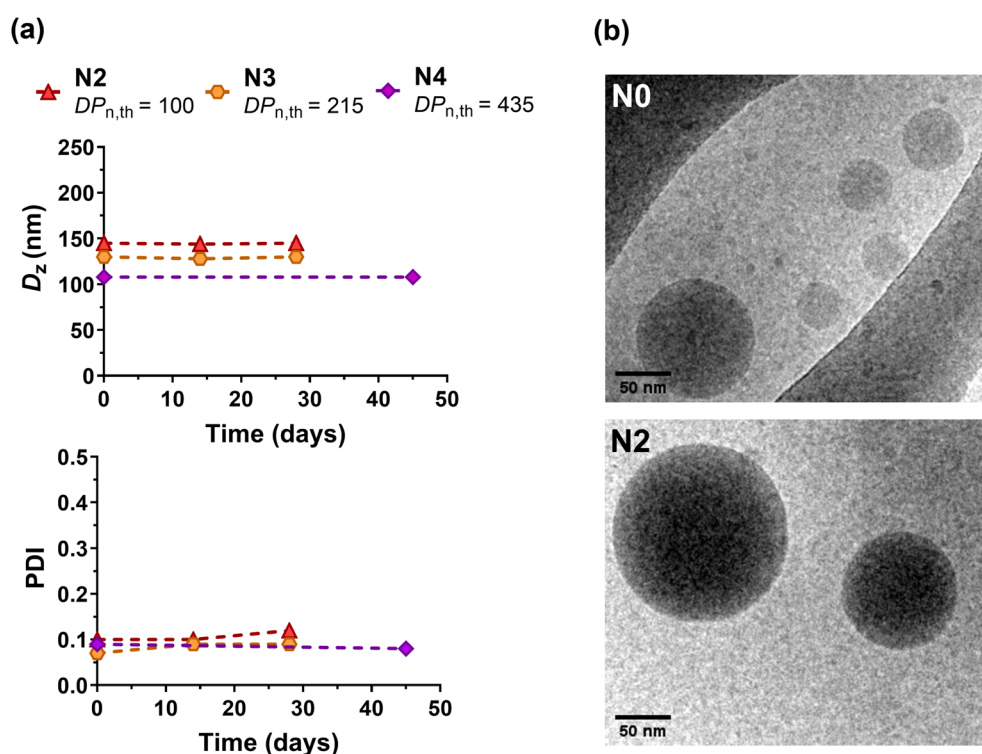 (a)
N2
DPn,th = 100
N3
DPn,th = 215
N4
DPn,th = 435
250
200
150
100
50
0
Dz (nm)
0 10 20 30 40 50
Time (days)
0.5
0.4
0.3
0.2
0.1
0.0
PDI
0 10 20 30 40 50
Time (days)
(b)
N0
50 nm
N2
50 nm